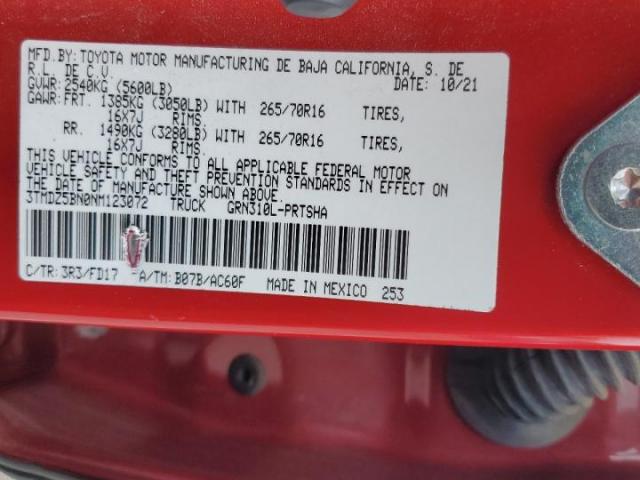 MFD.BY: TOYOTA MOTOR MANUFACTURING DE BAJA CALIFORNIA, S. DE
R.L. DE C.V. DATE: 10/21
GVWR: 2540KG (5600LB)
GAWR: FRT. 1385KG (3050LB) WITH 265/70R16 TIRES,
16X7J RIMS.
RR. 1490KG (3280LB) WITH 265/70R16 TIRES,
16X7J RIMS.
THIS VEHICLE CONFORMS TO ALL APPLICABLE FEDERAL MOTOR
VEHICLE SAFETY AND THEFT PREVENTION STANDARDS IN EFFECT ON
THE DATE OF MANUFACTURE SHOWN ABOVE.
3TMDZ5BN0NM123072 TRUCK GRN310L-PRTSHA
C/TR: 3R3/FD17 -A/TM: B07B/AC60F MADE IN MEXICO 253